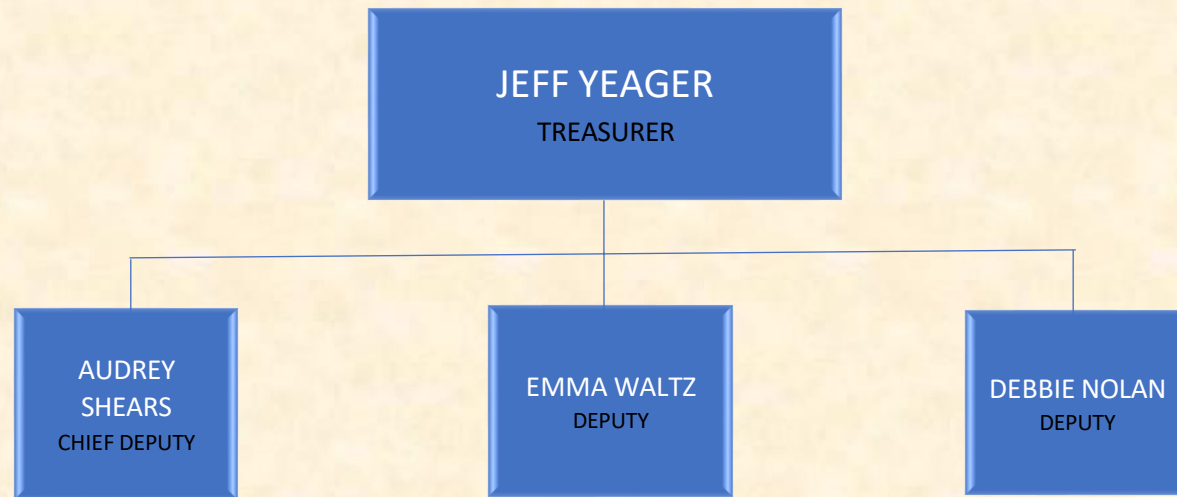 JEFF YEAGER
TREASURER
AUDREY
SHEARS
CHIEF DEPUTY
EMMA WALTZ
DEPUTY
DEBBIE NOLAN
DEPUTY